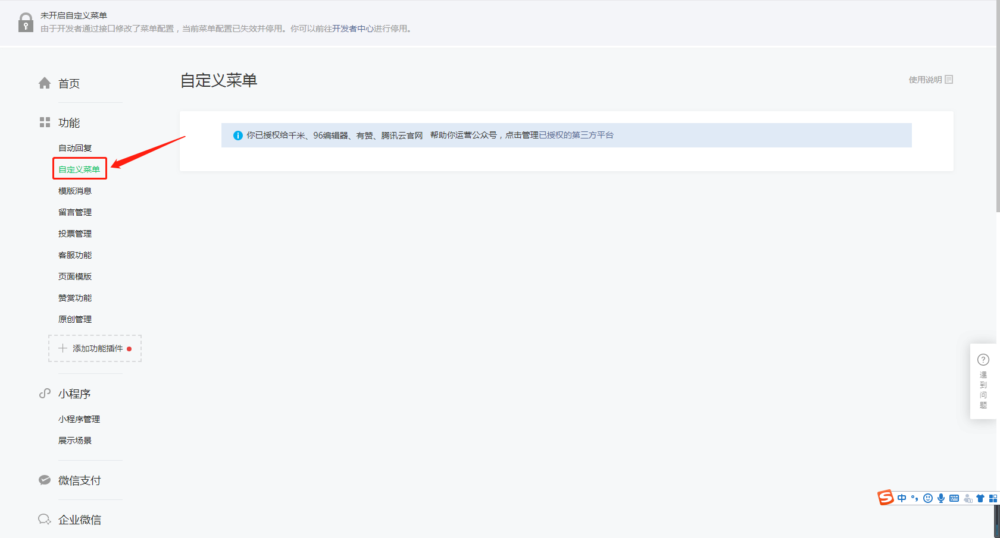 未开启自定义菜单
由于开发者通过接口修改了菜单配置，当前菜单配置已失效并停用。你可以前往开发者中心进行停用。
首页
自定义菜单
使用说明
功能
你已授权给千米、96编辑器、有赞、腾讯云官网 帮助你运营公众号，点击管理已授权的第三方平台
自动回复
自定义菜单
模版消息
留言管理
投票管理
客服功能
页面模版
赞赏功能
原创管理
添加功能插件
小程序
小程序管理
展示场景
微信支付
企业微信
遇
到
问
题
S 中